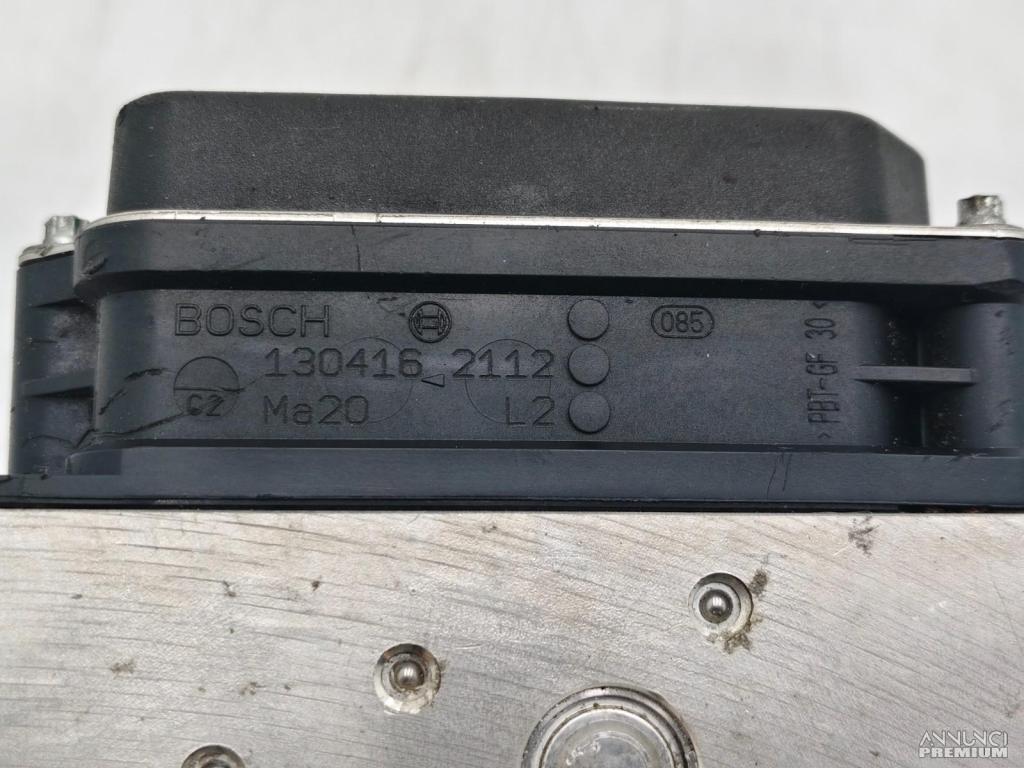 BOSCH
085
130416 2112
C2
Ma20 L2
>PBT-GF 30<
ANNUNCI
PREMIUM